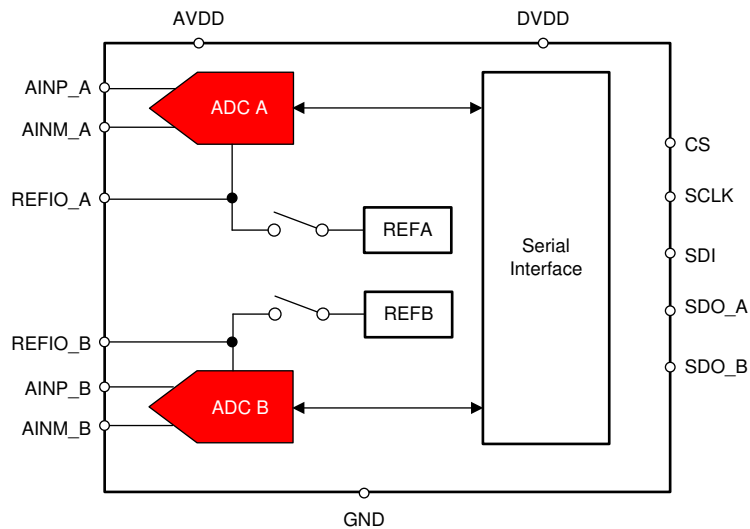 AVDD
DVDD
AINP_A
ADC A
AINM_A
CS
REFIO_A
SCLK
REFA
Serial
Interface
SDI
REFB
SDO_A
REFIO_B
SDO_B
AINP_B
ADC B
AINM_B
GND